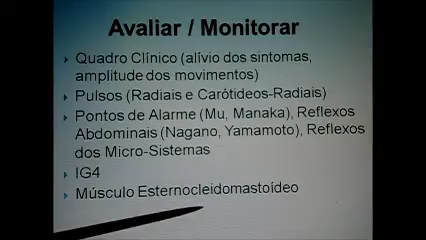 Avaliar / Monitorar
Quadro Clínico (alívio dos sintomas,
amplitude dos movimentos)
Pulsos (Radiais e Carótideos-Radiais)
Pontos de Alarme (Mu, Manaka), Reflexos
Abdominais (Nagano, Yamamoto), Reflexos
dos Micro-Sistemas
IG4
Músculo Esternocleidomastoídeo